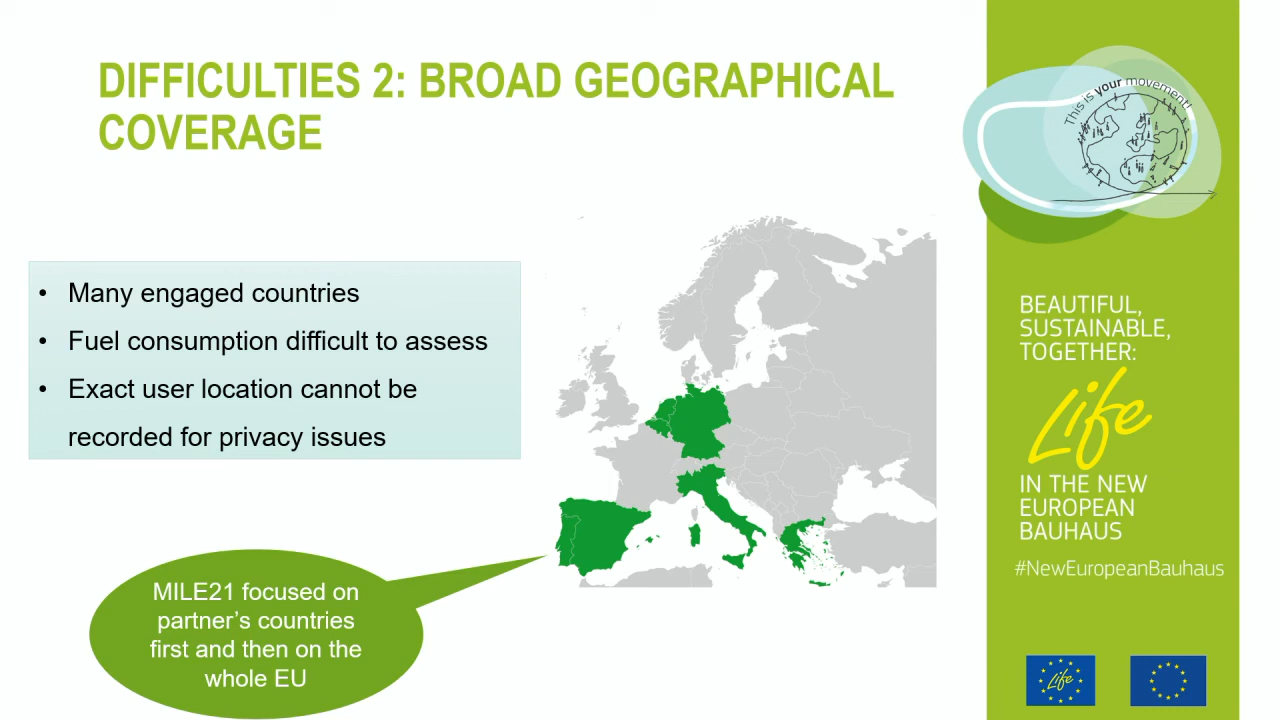 DIFFICULTIES 2: BROAD GEOGRAPHICAL
COVERAGE
• Many engaged countries
• Fuel consumption difficult to assess
• Exact user location cannot be
recorded for privacy issues
MILE21 focused on
partner’s countries
first and then on the
whole EU
This is your movement!
BEAUTIFUL,
SUSTAINABLE,
TOGETHER:
Life
IN THE NEW
EUROPEAN
BAUHAUS
#NewEuropeanBauhaus
Life